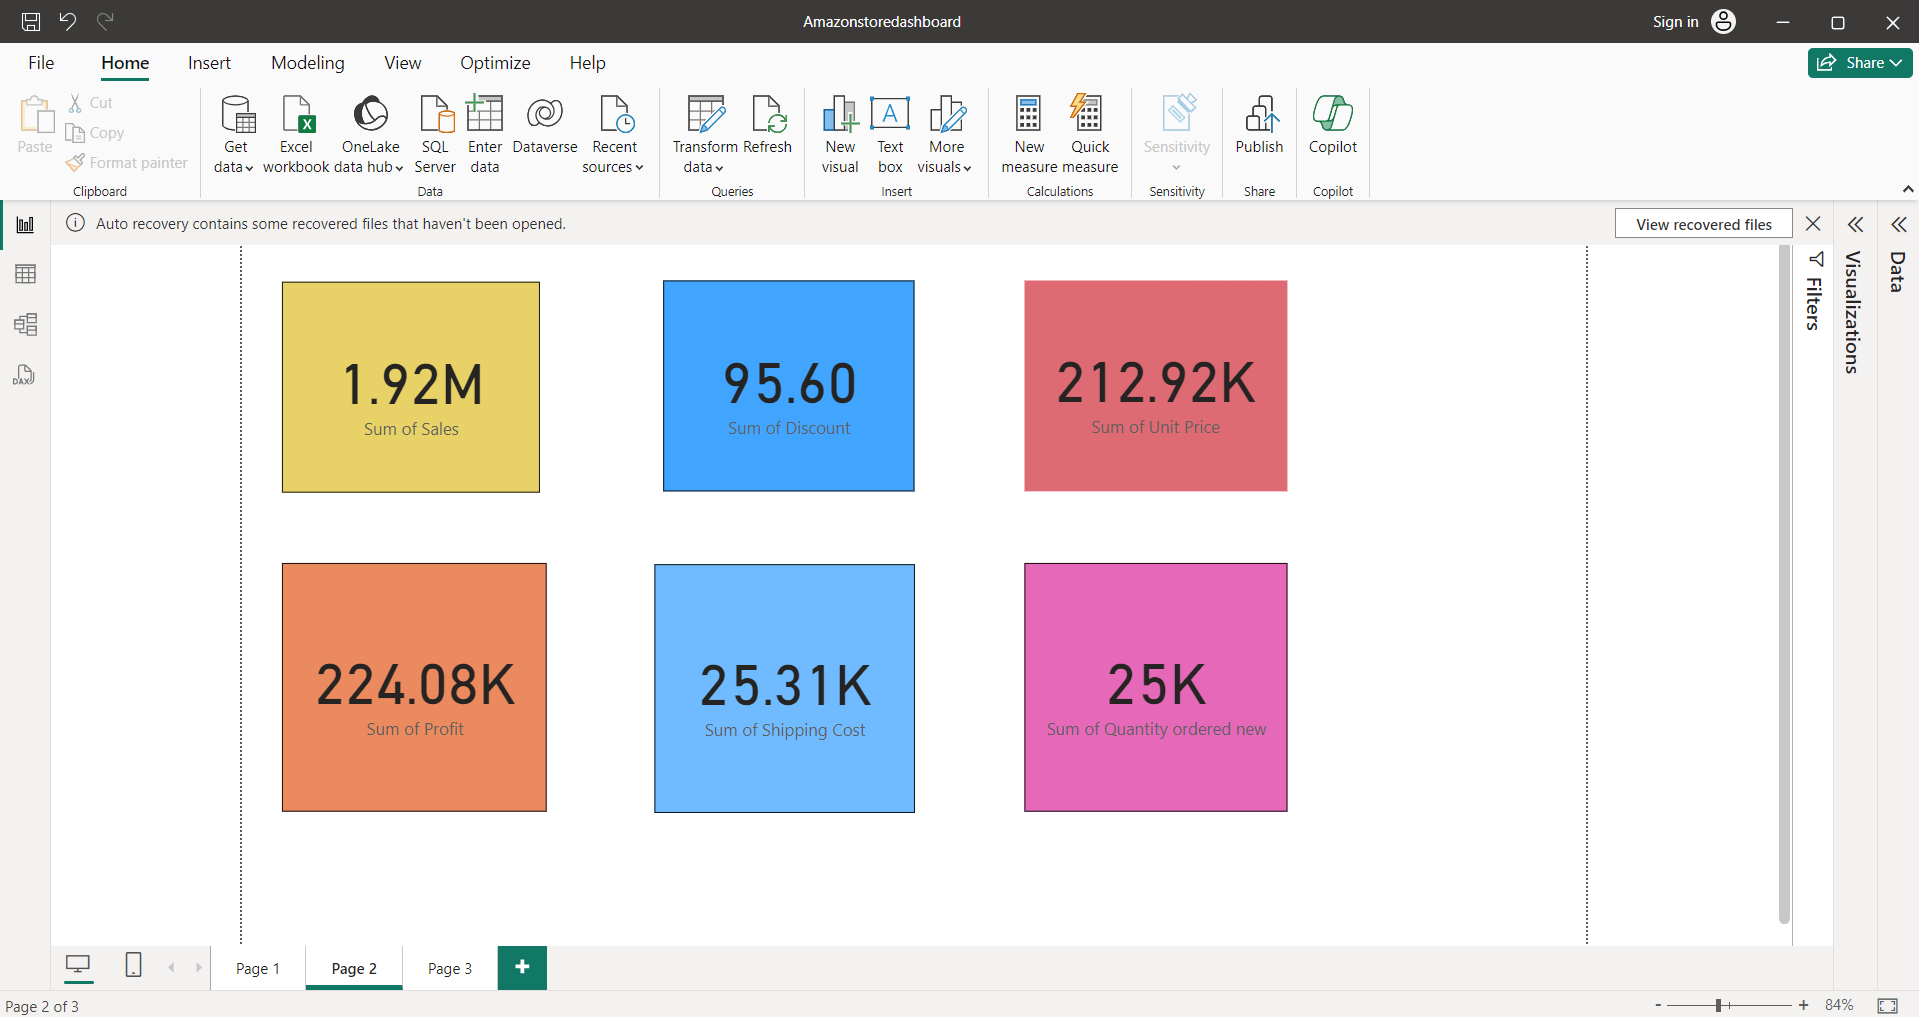 Amazonstoredashboard
Sign in
File Home Insert Modeling View Optimize Help
Share
Paste
Cut
Copy
Format painter
Clipboard
Get data
Excel workbook
OneLake data hub
SQL Server
Enter data
Dataverse
Recent sources
Data
Transform data
Refresh
Queries
New visual
Text box
More visuals
Insert
New measure
Quick measure
Calculations
Sensitivity
Sensitivity
Publish
Share
Copilot
Copilot
Auto recovery contains some recovered files that haven't been opened.
View recovered files
DAX
1.92M
Sum of Sales
95.60
Sum of Discount
212.92K
Sum of Unit Price
224.08K
Sum of Profit
25.31K
Sum of Shipping Cost
25K
Sum of Quantity ordered new
Filters
Visualizations
Data
Page 1
Page 2
Page 3
Page 2 of 3
- + 84%